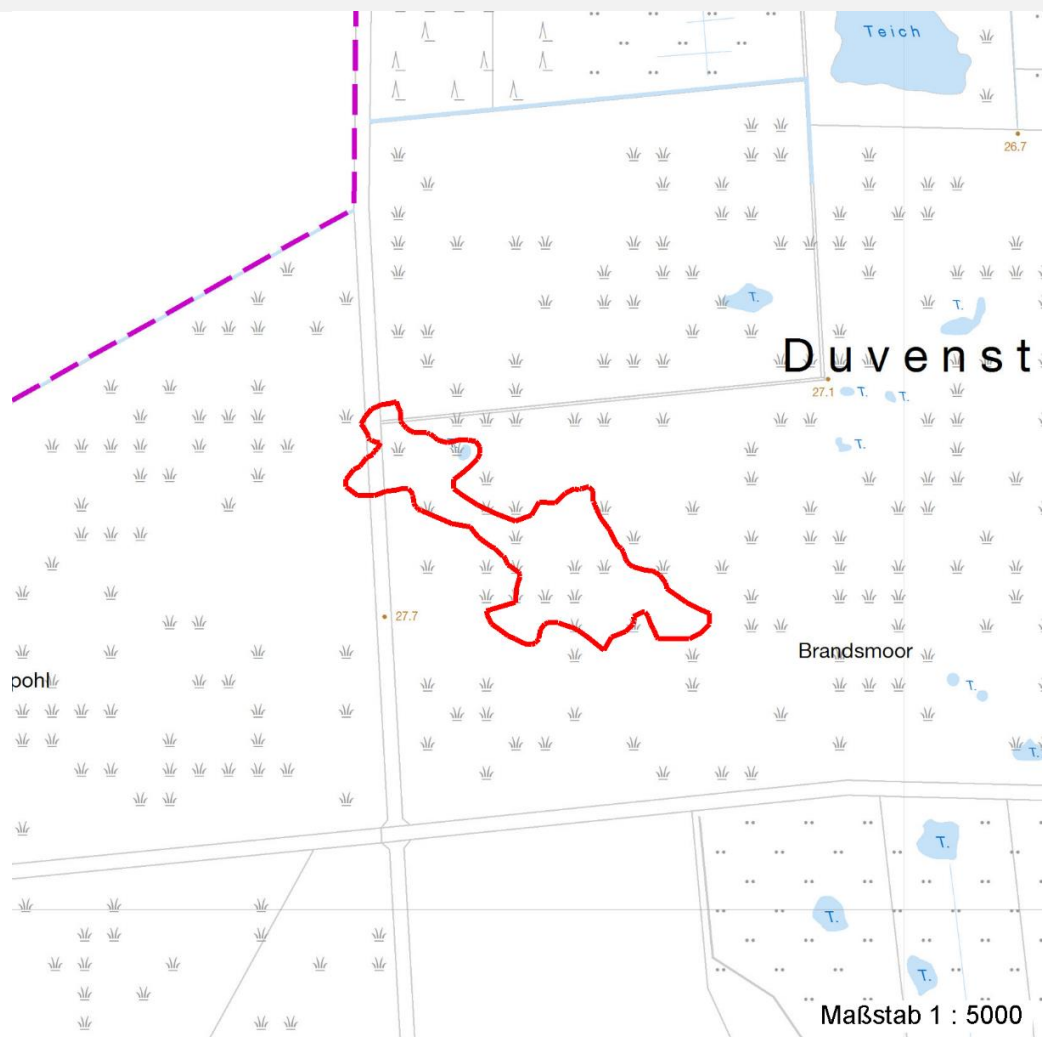 Teich
26.7
T.
T.
Duvenst
27.1
T.
T.
T.
27.7
Brandsmoor
pohl
T.
T.
T.
T.
T.
Maßstab 1 : 5000